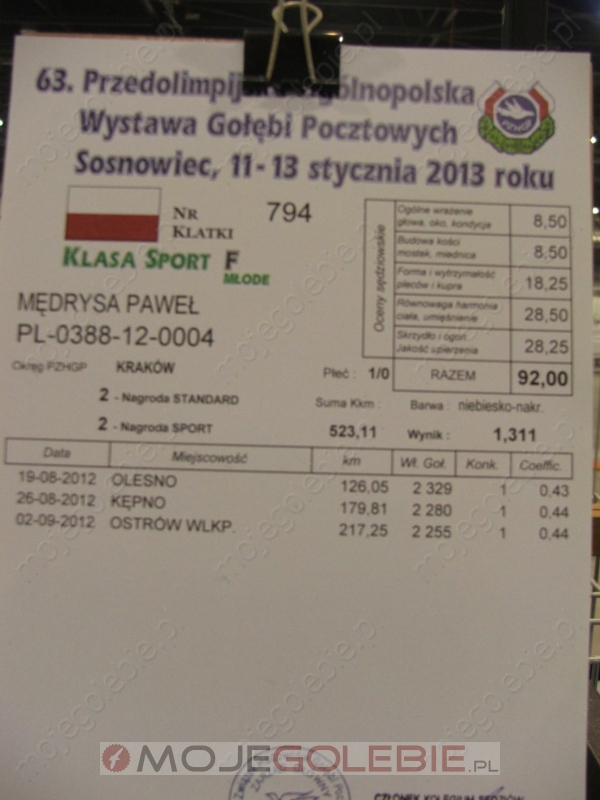 63. Przedolimpijska Ogólnopolska
Wystawa Gołębi Pocztowych
Sosnowiec, 11-13 stycznia 2013 roku
PZHGP
NR KLATKI 794
KLASA SPORT F
MŁODE
MĘDRYSA PAWEŁ
PL-0388-12-0004
Okręg PZHGP KRAKÓW
2 - Nagroda STANDARD
2 - Nagroda SPORT
Oceny sędziowskie
Ogólne wrażenie głowa, oko, kondycja 8,50
Budowa kości mostek, miednica 8,50
Forma i wytrzymałość pleców i kupra 18,25
Równowaga harmonia ciała, umięśnienie 28,50
Skrzydło i ogon Jakość upierzenia 28,25
Płeć : 1/0 RAZEM 92,00
Suma Kkm : Barwa : niebiesko-nakr.
523,11 Wynik : 1,311
Data Miejscowość km Wł. Goł. Konk. Coeffic.
19-08-2012 OLESNO 126,05 2 329 1 0,43
26-08-2012 KĘPNO 179,81 2 280 1 0,44
02-09-2012 OSTRÓW WLKP. 217,25 2 255 1 0,44
MOJEGOLEBIE.PL
CZŁONEK KOLEGIUM SĘDZIÓW